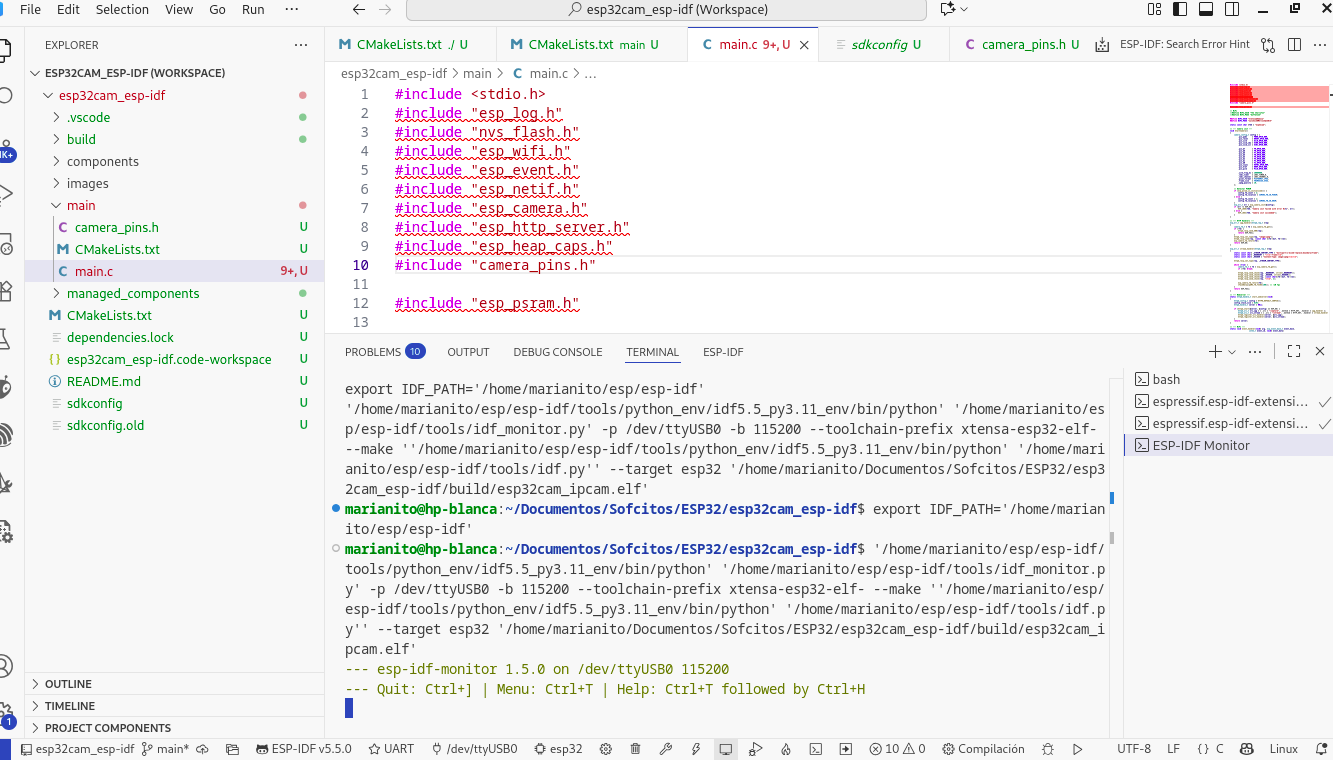 File Edit Selection View Go Run ··· esp32cam_esp-idf (Workspace)
EXPLORER ···
ESP32CAM_ESP-IDF (WORKSPACE)
esp32cam_esp-idf
.vscode
build
components
images
main
camera_pins.h U
CMakeLists.txt U
main.c 9+, U
managed_components
CMakeLists.txt U
dependencies.lock U
esp32cam_esp-idf.code-workspace U
README.md U
sdkconfig U
sdkconfig.old U
OUTLINE
TIMELINE
PROJECT COMPONENTS
K+
1
CMakeLists.txt ./ U CMakeLists.txt main U main.c 9+, U sdkconfig U camera_pins.h U ESP-IDF: Search Error Hint
esp32cam_esp-idf > main > C main.c > ...
1 #include <stdio.h>
2 #include "esp_log.h"
3 #include "nvs_flash.h"
4 #include "esp_wifi.h"
5 #include "esp_event.h"
6 #include "esp_netif.h"
7 #include "esp_camera.h"
8 #include "esp_http_server.h"
9 #include "esp_heap_caps.h"
10 #include "camera_pins.h"
11
12 #include "esp_psram.h"
13
PROBLEMS 10 OUTPUT DEBUG CONSOLE TERMINAL ESP-IDF
export IDF_PATH='/home/marianito/esp/esp-idf'
'/home/marianito/esp/esp-idf/tools/python_env/idf5.5_py3.11_env/bin/python' '/home/marianito/es
p/esp-idf/tools/idf_monitor.py' -p /dev/ttyUSB0 -b 115200 --toolchain-prefix xtensa-esp32-elf-
--make ''/home/marianito/esp/esp-idf/tools/python_env/idf5.5_py3.11_env/bin/python' '/home/mari
anito/esp/esp-idf/tools/idf.py'' --target esp32 '/home/marianito/Documentos/Sofcitos/ESP32/esp3
2cam_esp-idf/build/esp32cam_ipcam.elf'
marianito@hp-blanca:~/Documentos/Sofcitos/ESP32/esp32cam_esp-idf$ export IDF_PATH='/home/marian
ito/esp/esp-idf'
marianito@hp-blanca:~/Documentos/Sofcitos/ESP32/esp32cam_esp-idf$ '/home/marianito/esp/esp-idf/
tools/python_env/idf5.5_py3.11_env/bin/python' '/home/marianito/esp/esp-idf/tools/idf_monitor.p
y' -p /dev/ttyUSB0 -b 115200 --toolchain-prefix xtensa-esp32-elf- --make ''/home/marianito/esp/
esp-idf/tools/python_env/idf5.5_py3.11_env/bin/python' '/home/marianito/esp/esp-idf/tools/idf.p
y'' --target esp32 '/home/marianito/Documentos/Sofcitos/ESP32/esp32cam_esp-idf/build/esp32cam_i
pcam.elf'
--- esp-idf-monitor 1.5.0 on /dev/ttyUSB0 115200
--- Quit: Ctrl+] | Menu: Ctrl+T | Help: Ctrl+T followed by Ctrl+H
bash
espressif.esp-idf-extensi...
espressif.esp-idf-extensi...
ESP-IDF Monitor
esp32cam_esp-idf main* ESP-IDF v5.5.0 UART /dev/ttyUSB0 esp32 10 0 Compilación UTF-8 LF { } C Linux